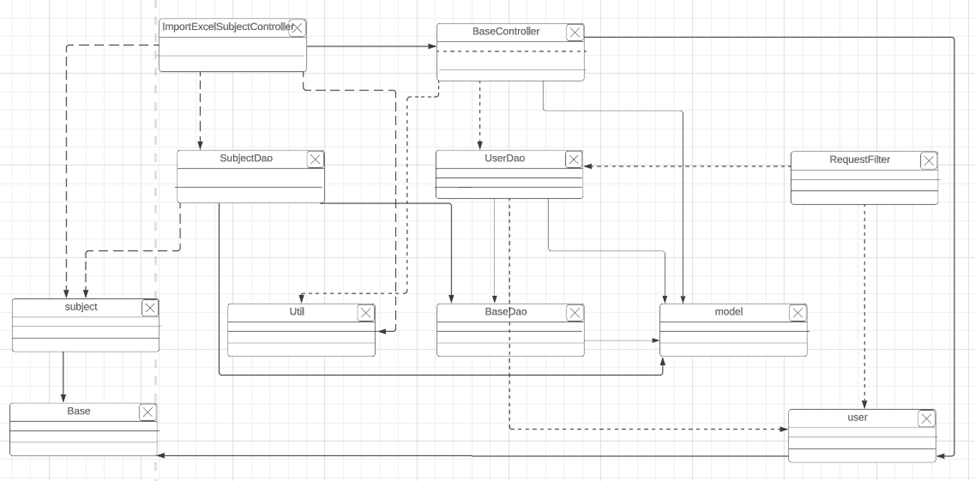 ImportExcelSubjectController
BaseController
SubjectDao
UserDao
RequestFilter
subject
Util
BaseDao
model
Base
user